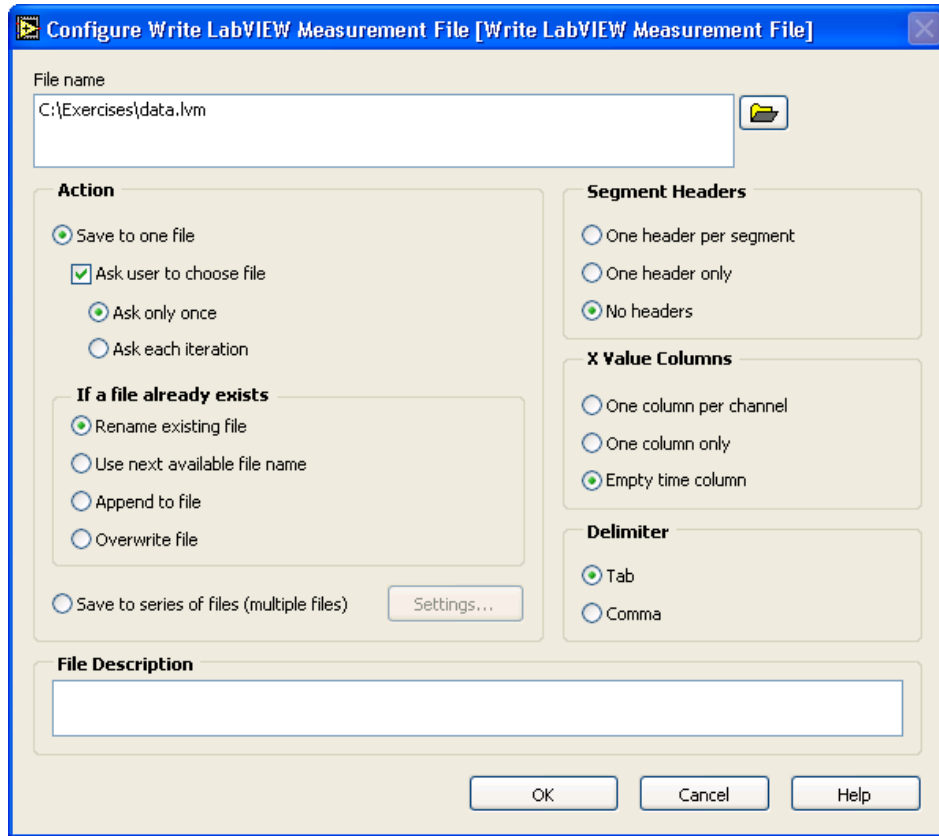 Configure Write LabVIEW Measurement File [Write LabVIEW Measurement File]
File name
C:\Exercises\data.lvm
Action
Save to one file
Ask user to choose file
Ask only once
Ask each iteration
If a file already exists
Rename existing file
Use next available file name
Append to file
Overwrite file
Save to series of files (multiple files)
Settings...
Segment Headers
One header per segment
One header only
No headers
X Value Columns
One column per channel
One column only
Empty time column
Delimiter
Tab
Comma
File Description
OK
Cancel
Help